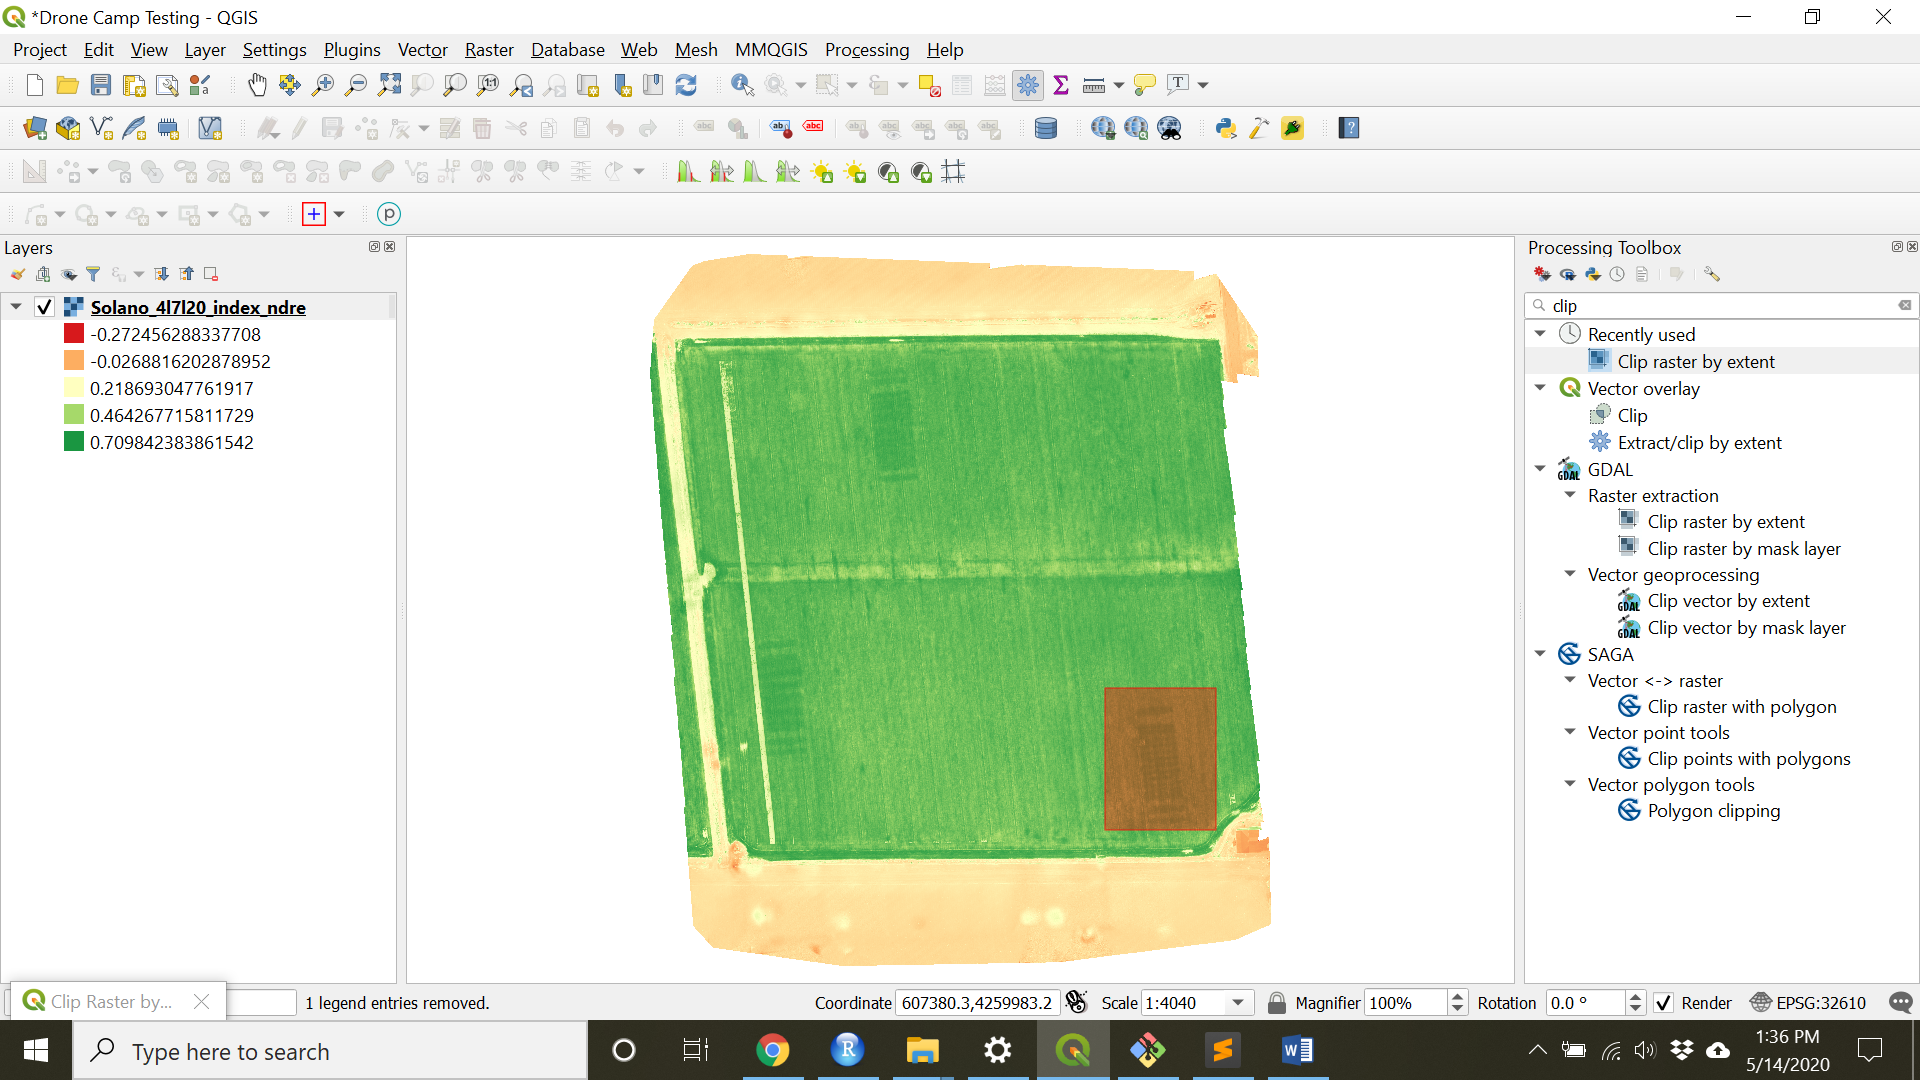 *Drone Camp Testing - QGIS
Project Edit View Layer Settings Plugins Vector Raster Database Web Mesh MMQGIS Processing Help
Layers
Solano_4l7l20_index_ndre
-0.272456288337708
-0.0268816202878952
0.218693047761917
0.464267715811729
0.709842383861542
Processing Toolbox
clip
Recently used
Clip raster by extent
Vector overlay
Clip
Extract/clip by extent
GDAL
Raster extraction
Clip raster by extent
Clip raster by mask layer
Vector geoprocessing
Clip vector by extent
Clip vector by mask layer
SAGA
Vector <-> raster
Clip raster with polygon
Vector point tools
Clip points with polygons
Vector polygon tools
Polygon clipping
Clip Raster by...
1 legend entries removed.
Coordinate 607380.3,4259983.2 Scale 1:4040 Magnifier 100% Rotation 0.0 ° Render EPSG:32610
Type here to search
1:36 PM
5/14/2020